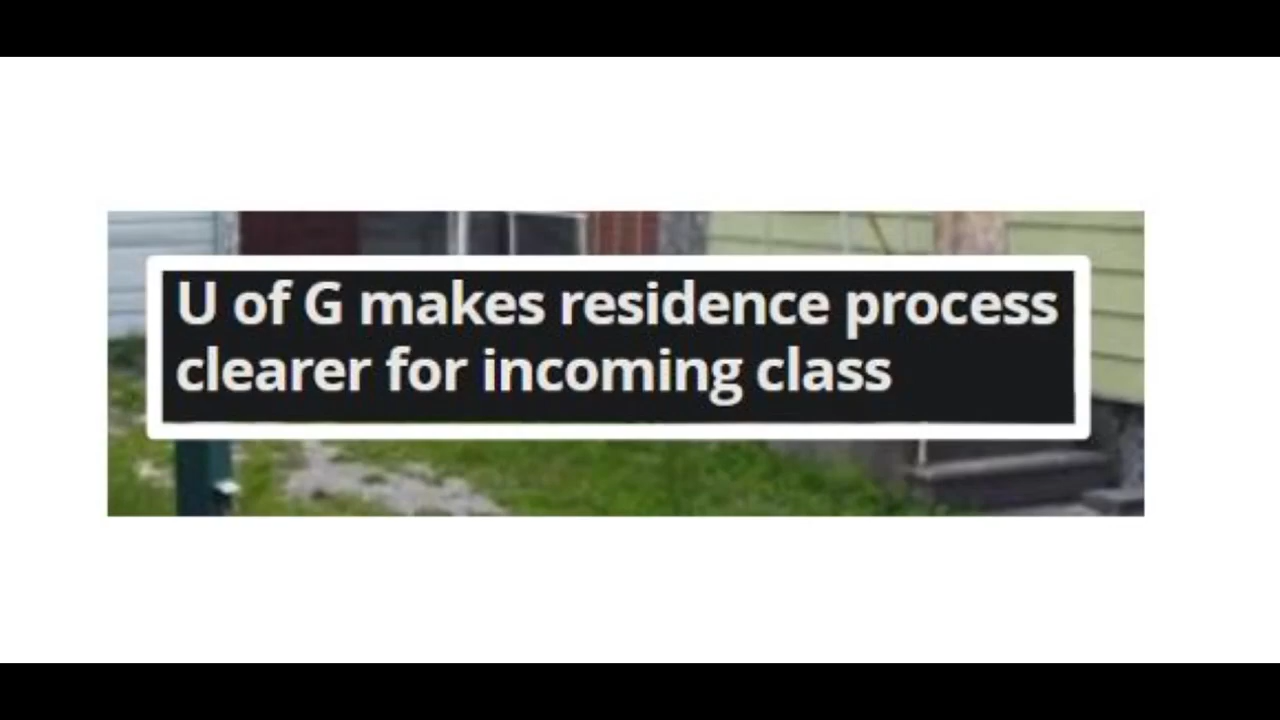 U of G makes residence process
clearer for incoming class